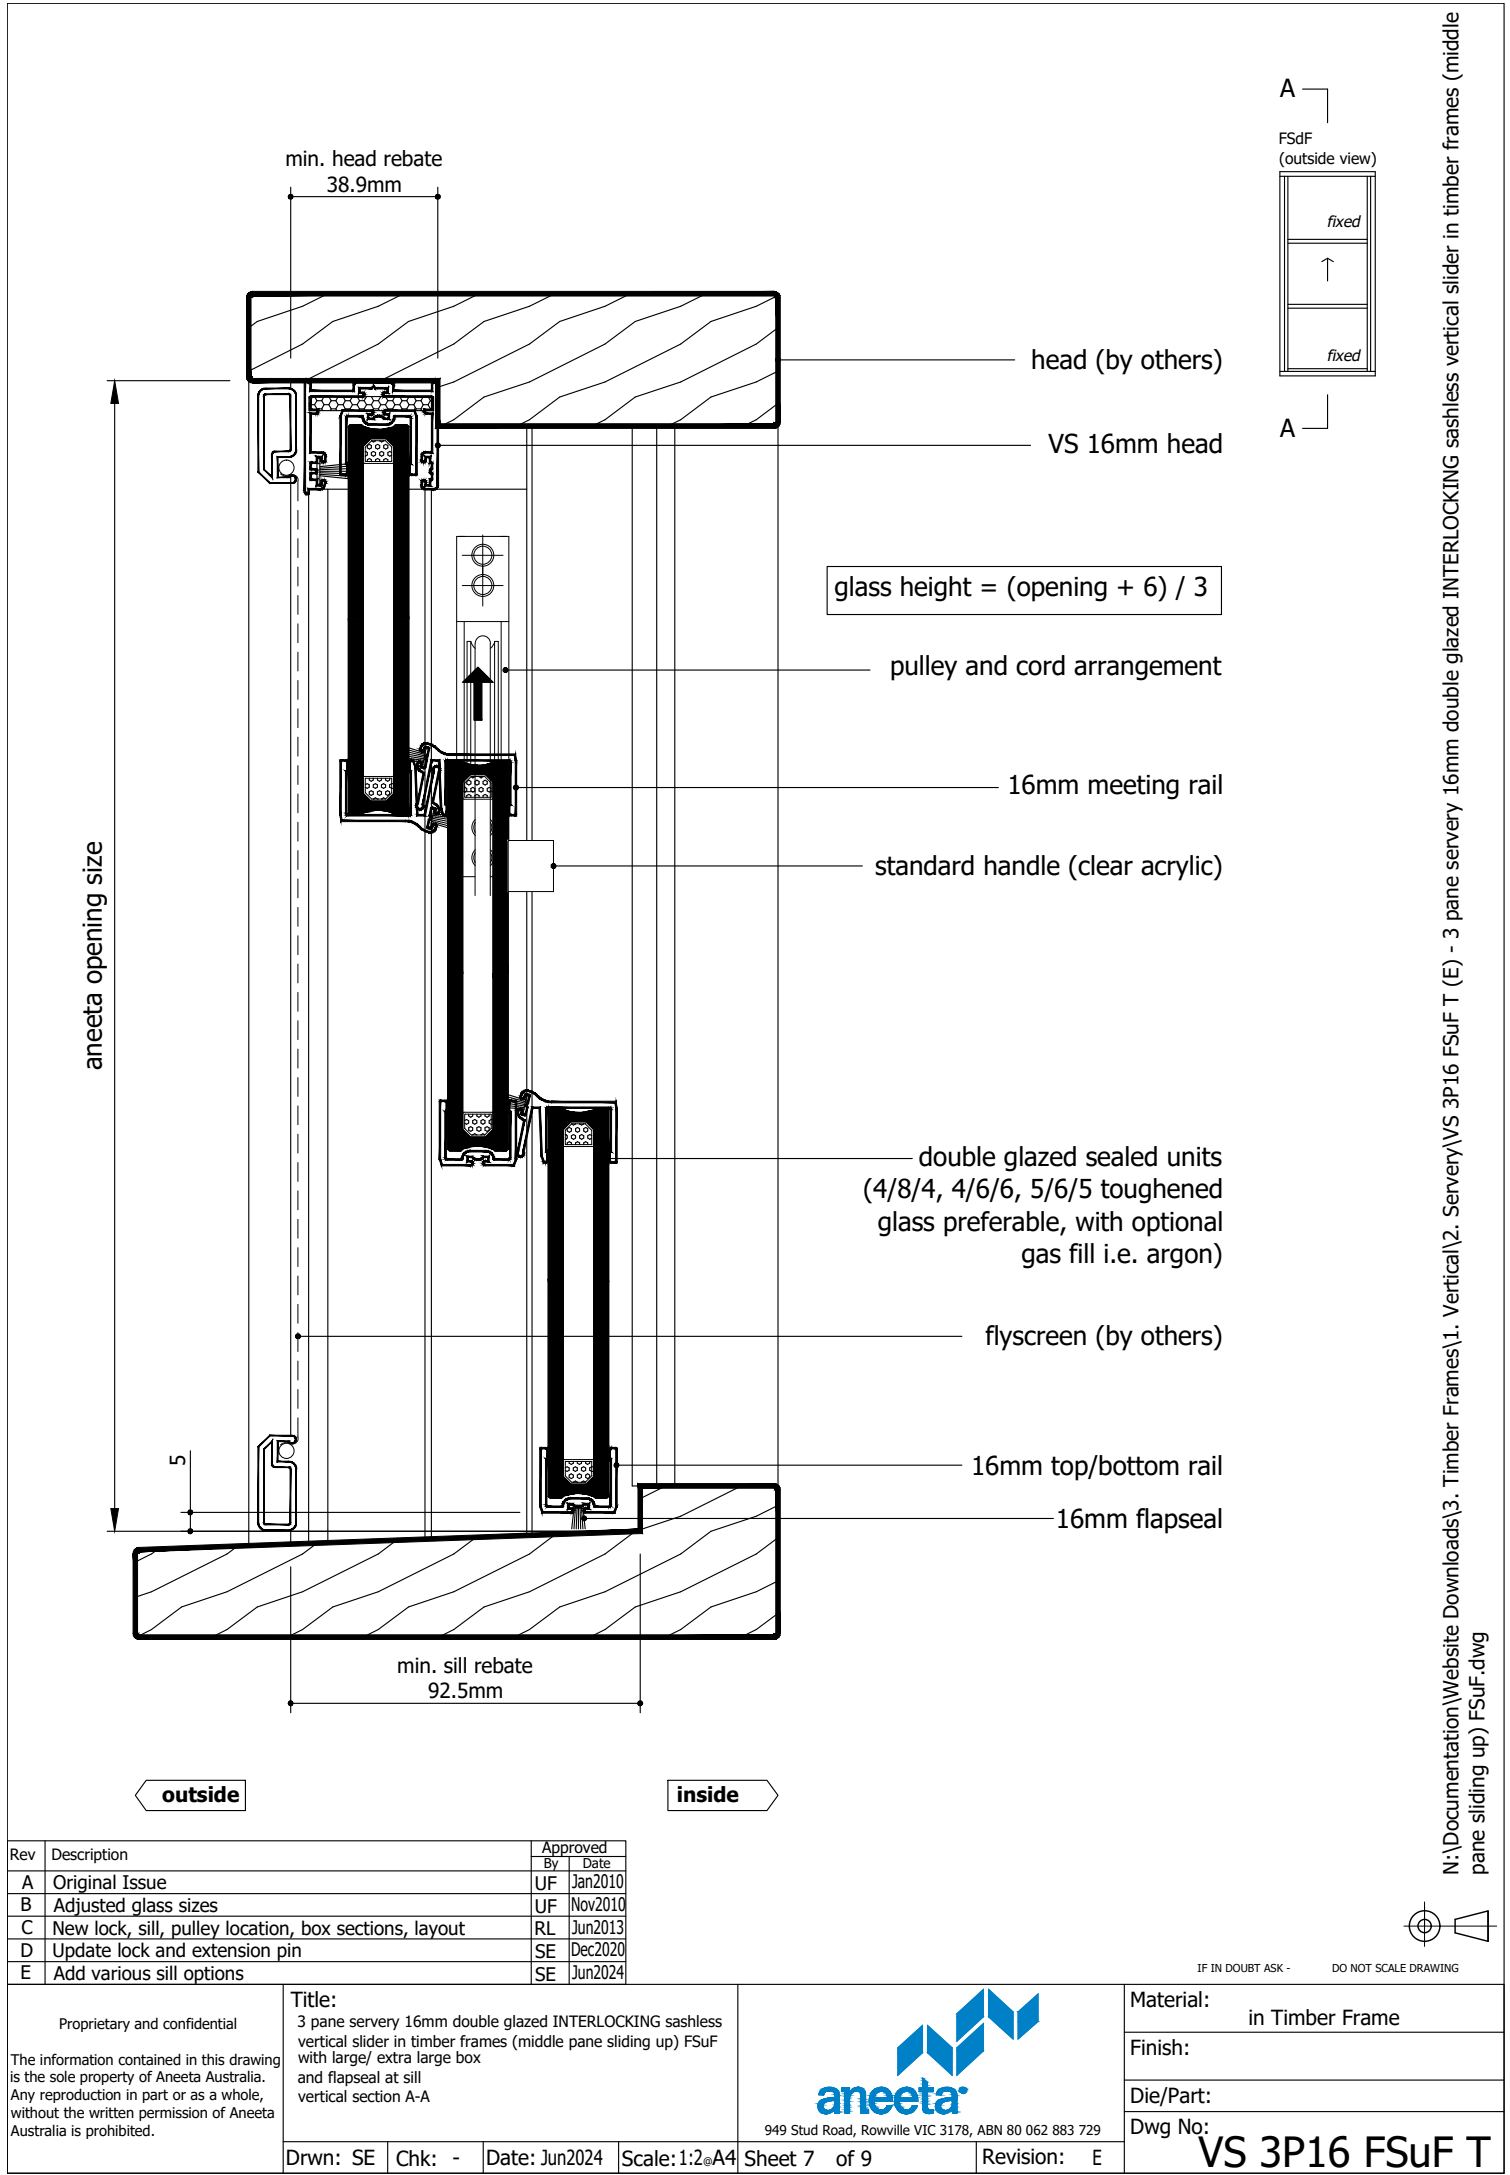 min. head rebate
38.9mm
A
FSdF
(outside view)
fixed
fixed
A
head (by others)
VS 16mm head
glass height = (opening + 6) / 3
pulley and cord arrangement
16mm meeting rail
standard handle (clear acrylic)
aneeta opening size
double glazed sealed units
(4/8/4, 4/6/6, 5/6/5 toughened
glass preferable, with optional
gas fill i.e. argon)
flyscreen (by others)
5
16mm top/bottom rail
16mm flapseal
min. sill rebate
92.5mm
outside
inside
N:\Documentation\Website Downloads\3. Timber Frames\1. Vertical\2. Servery\VS 3P16 FSuF T (E) - 3 pane servery 16mm double glazed INTERLOCKING sashless vertical slider in timber frames (middle
pane sliding up) FSuF.dwg
Rev Description Approved
By Date
A Original Issue UF Jan2010
B Adjusted glass sizes UF Nov2010
C New lock, sill, pulley location, box sections, layout RL Jun2013
D Update lock and extension pin SE Dec2020
E Add various sill options SE Jun2024
IF IN DOUBT ASK - DO NOT SCALE DRAWING
Proprietary and confidential
The information contained in this drawing
is the sole property of Aneeta Australia.
Any reproduction in part or as a whole,
without the written permission of Aneeta
Australia is prohibited.
Title:
3 pane servery 16mm double glazed INTERLOCKING sashless
vertical slider in timber frames (middle pane sliding up) FSuF
with large/ extra large box
and flapseal at sill
vertical section A-A
Drwn: SE Chk: - Date: Jun2024 Scale: 1:2@A4 Sheet 7 of 9 Revision: E
aneeta
949 Stud Road, Rowville VIC 3178, ABN 80 062 883 729
Material:
in Timber Frame
Finish:
Die/Part:
Dwg No:
VS 3P16 FSuF T